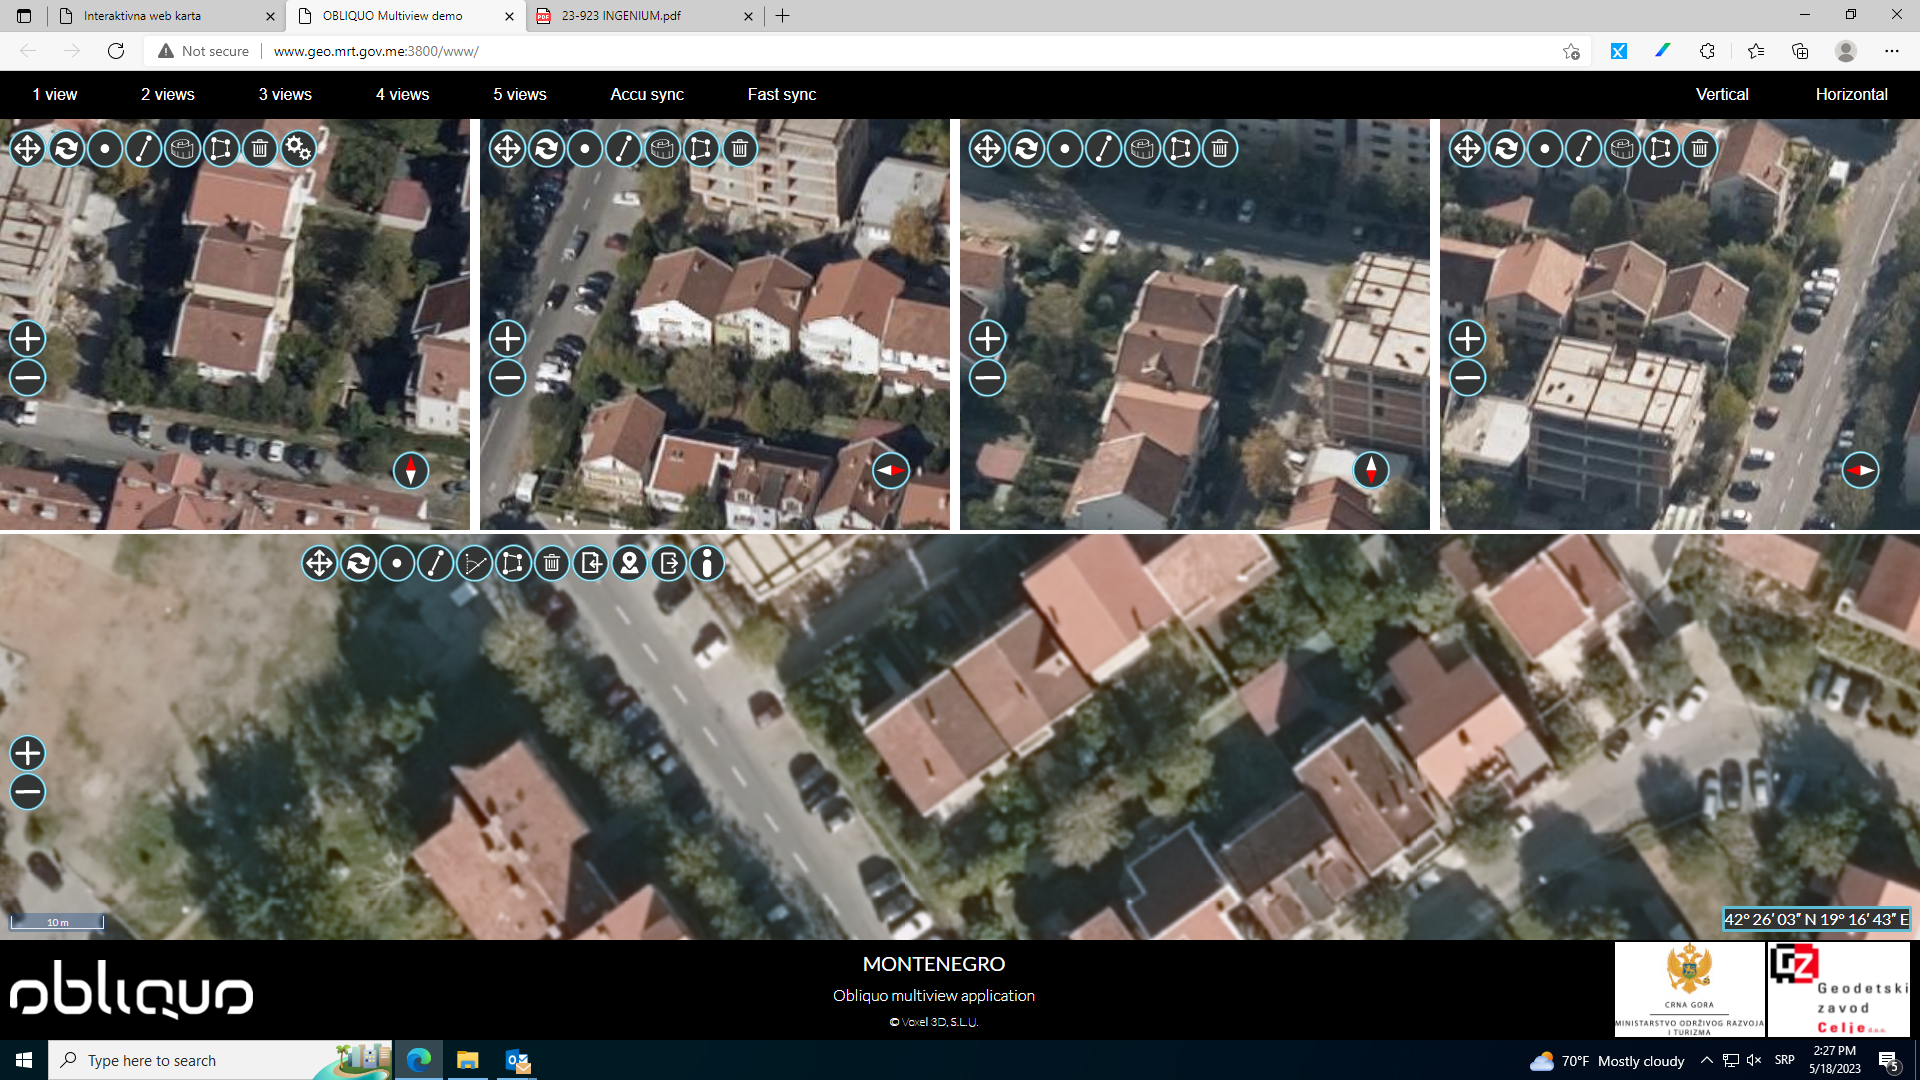 Interaktivna web karta
OBLIQUO Multiview demo
23-923 INGENIUM.pdf
Not secure
www.geo.mrt.gov.me:3800/www/
1 view
2 views
3 views
4 views
5 views
Accu sync
Fast sync
Vertical
Horizontal
10 m
42° 26′ 03″ N 19° 16′ 43″ E
obliquo
MONTENEGRO
Obliquo multiview application
© Voxel 3D, S.L.U.
CRNA GORA
MINISTARSTVO ODRŽIVOG RAZVOJA
I TURIZMA
GZ
Geodetski
zavod
Celje d.o.o.
Type here to search
70°F Mostly cloudy
SRP
2:27 PM
5/18/2023
5